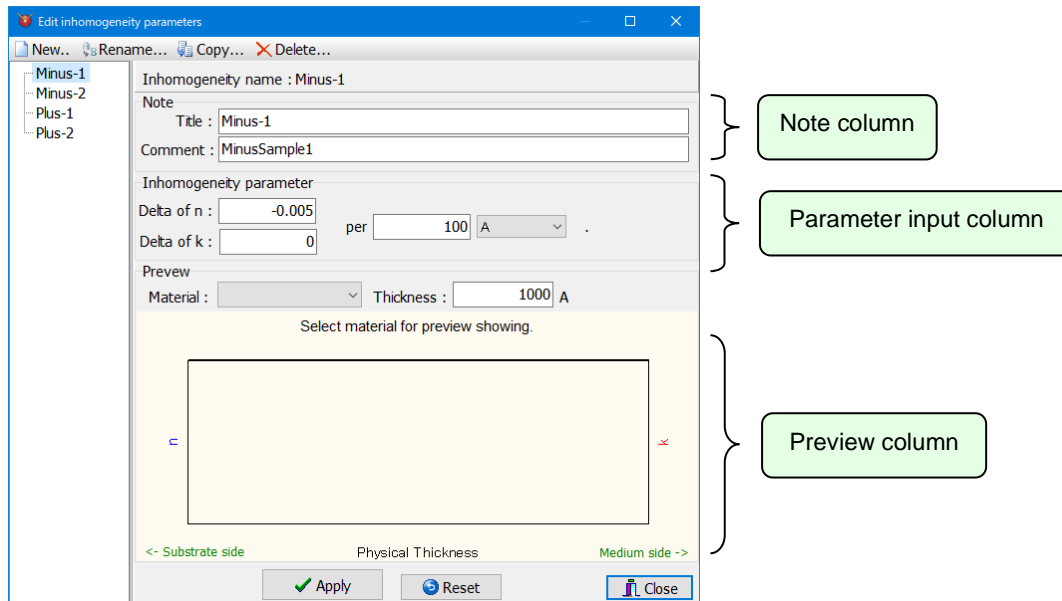 Edit inhomogeneity parameters
New.. Rename... Copy... Delete...
Minus-1
Minus-2
Plus-1
Plus-2
Inhomogeneity name : Minus-1
Note
Title : Minus-1
Comment : MinusSample1
Note column
Inhomogeneity parameter
Delta of n : -0.005
per 100 A .
Delta of k : 0
Parameter input column
Prevew
Material : Thickness : 1000 A
Select material for preview showing.
n
k
Preview column
<- Substrate side Physical Thickness Medium side ->
Apply Reset Close